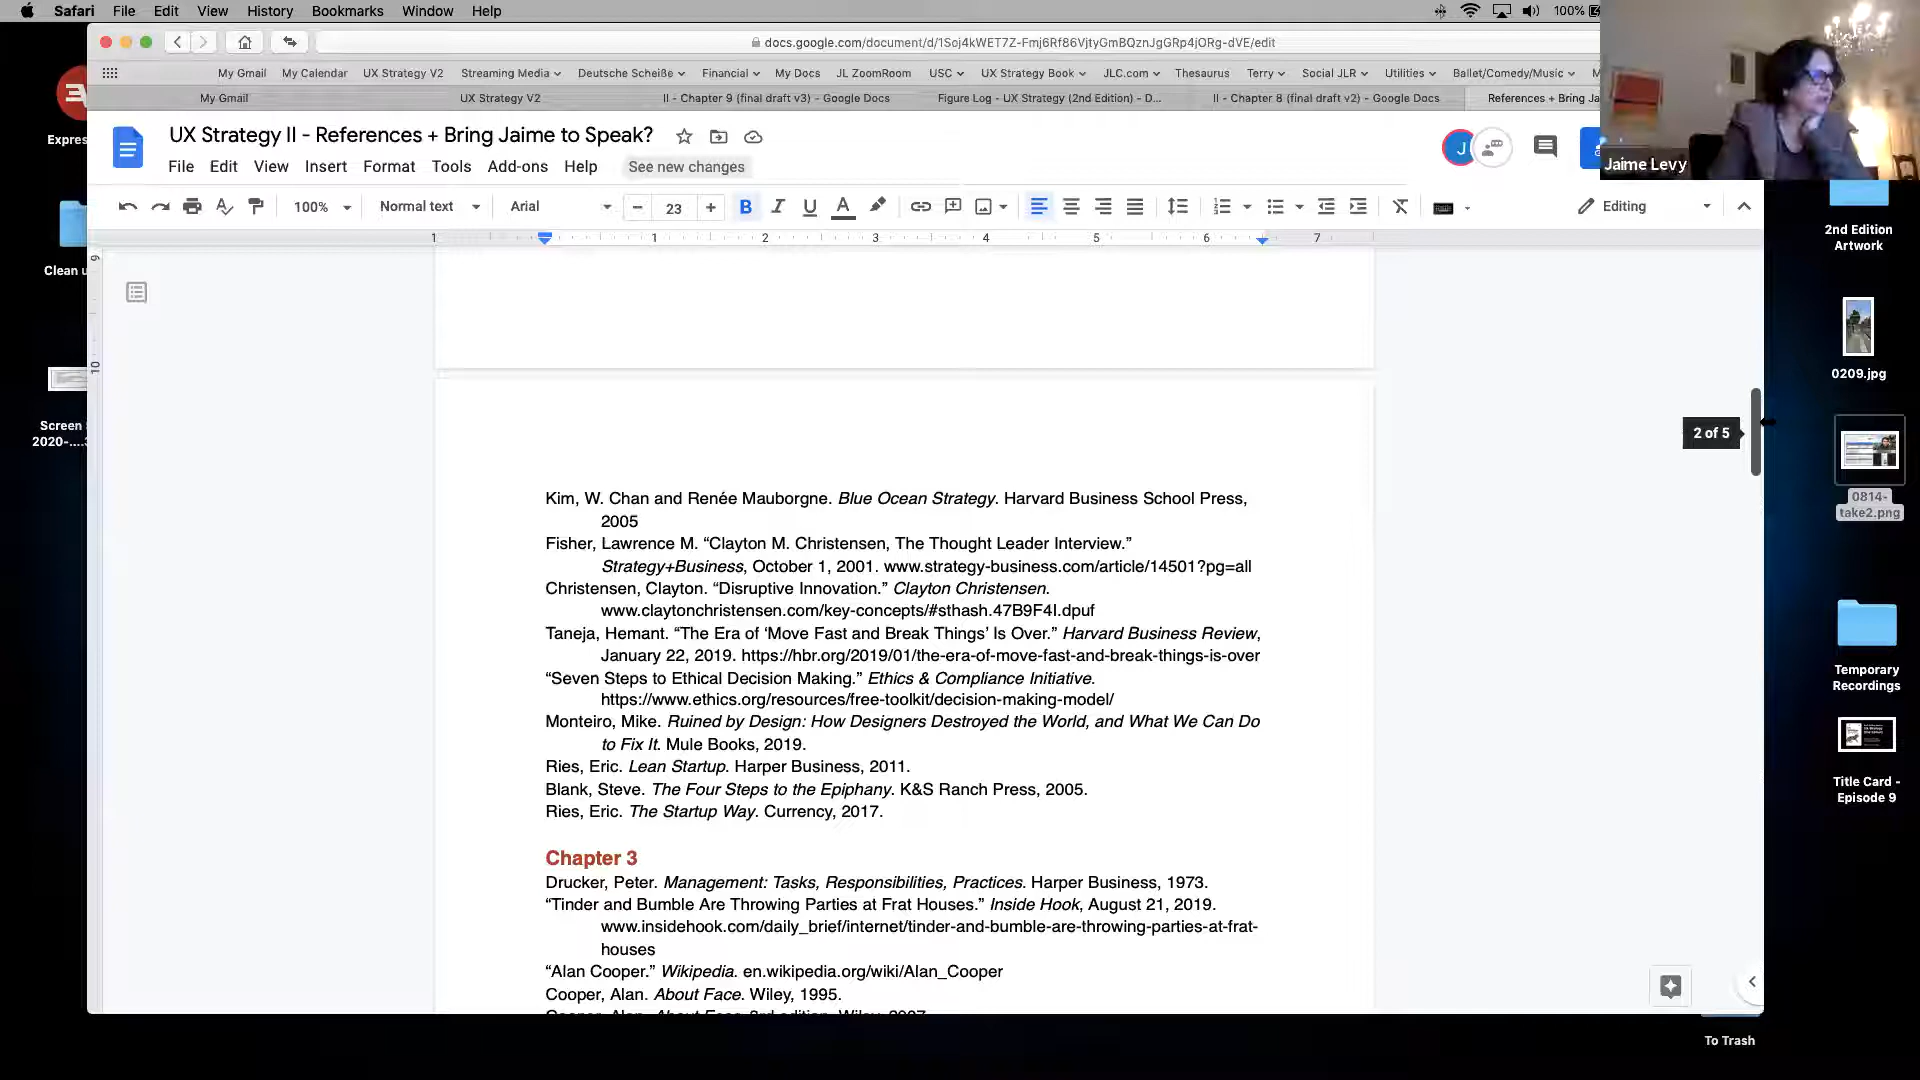 Safari File Edit View History Bookmarks Window Help 100%
docs.google.com/document/d/1Soj4kWET7Z-Fmj6Rf86VjtyGmBQznJgGRp4jORg-dVE/edit
My Gmail My Calendar UX Strategy V2 Streaming Media Deutsche Scheiße Financial My Docs JL ZoomRoom USC UX Strategy Book JLC.com Thesaurus Terry Social JLR Utilities Ballet/Comedy/Music
My Gmail UX Strategy V2 II - Chapter 9 (final draft v3) - Google Docs Figure Log - UX Strategy (2nd Edition) - D... II - Chapter 8 (final draft v2) - Google Docs References + Bring Ja
UX Strategy II - References + Bring Jaime to Speak?
J
File Edit View Insert Format Tools Add-ons Help See new changes
Jaime Levy
100% Normal text Arial 23 B I U A Editing
1 1 2 3 4 5 6 7
9
10
Expres
Clean u
Screen
2020-....
2nd Edition
Artwork
0209.jpg
0814-
take2.png
Temporary
Recordings
Title Card -
Episode 9
To Trash
2 of 5
Kim, W. Chan and Renée Mauborgne. Blue Ocean Strategy. Harvard Business School Press,
2005
Fisher, Lawrence M. “Clayton M. Christensen, The Thought Leader Interview.”
Strategy+Business, October 1, 2001. www.strategy-business.com/article/14501?pg=all
Christensen, Clayton. “Disruptive Innovation.” Clayton Christensen.
www.claytonchristensen.com/key-concepts/#sthash.47B9F4I.dpuf
Taneja, Hemant. “The Era of ‘Move Fast and Break Things’ Is Over.” Harvard Business Review,
January 22, 2019. https://hbr.org/2019/01/the-era-of-move-fast-and-break-things-is-over
“Seven Steps to Ethical Decision Making.” Ethics & Compliance Initiative.
https://www.ethics.org/resources/free-toolkit/decision-making-model/
Monteiro, Mike. Ruined by Design: How Designers Destroyed the World, and What We Can Do
to Fix It. Mule Books, 2019.
Ries, Eric. Lean Startup. Harper Business, 2011.
Blank, Steve. The Four Steps to the Epiphany. K&S Ranch Press, 2005.
Ries, Eric. The Startup Way. Currency, 2017.
Chapter 3
Drucker, Peter. Management: Tasks, Responsibilities, Practices. Harper Business, 1973.
“Tinder and Bumble Are Throwing Parties at Frat Houses.” Inside Hook, August 21, 2019.
www.insidehook.com/daily_brief/internet/tinder-and-bumble-are-throwing-parties-at-frat-
houses
“Alan Cooper.” Wikipedia. en.wikipedia.org/wiki/Alan_Cooper
Cooper, Alan. About Face. Wiley, 1995.